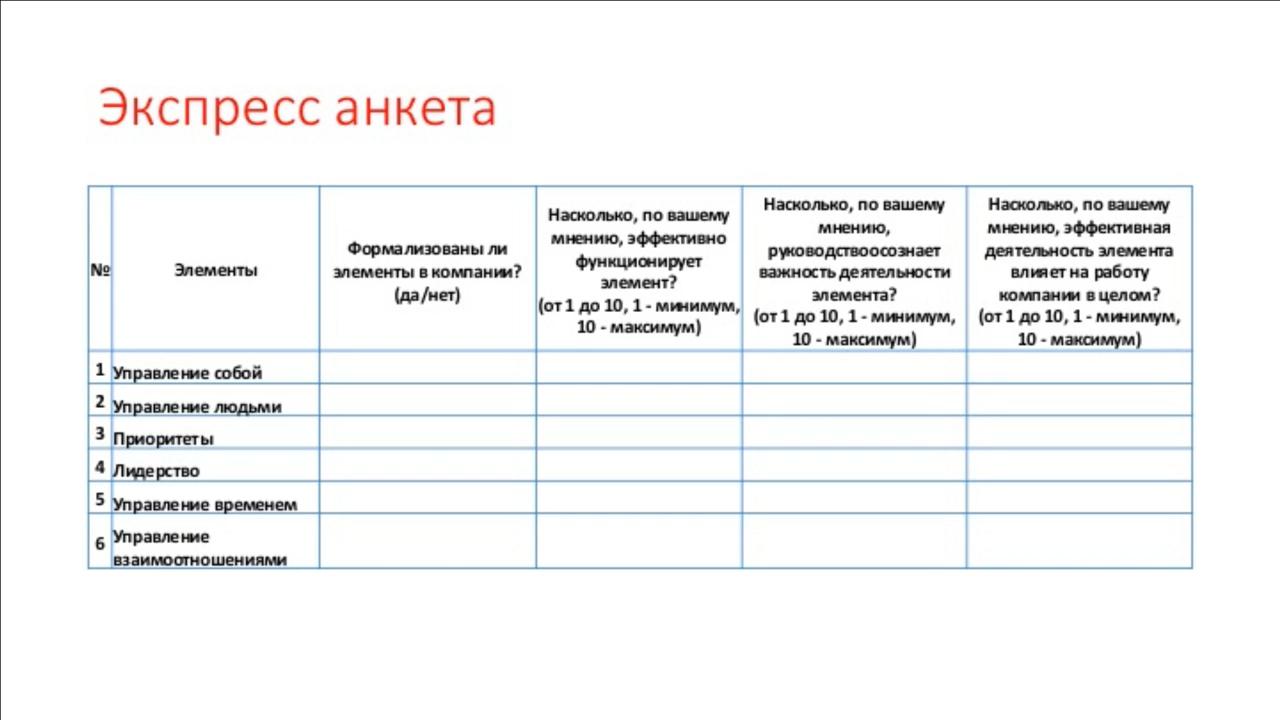 Экспресс анкета
№
Элементы
Формализованы ли
элементы в компании?
(да/нет)
Насколько, по вашему
мнению, эффективно
функционирует
элемент?
(от 1 до 10, 1 - минимум,
10 - максимум)
Насколько, по вашему
мнению,
руководствоосознает
важность деятельности
элемента?
(от 1 до 10, 1 - минимум,
10 - максимум)
Насколько, по вашему
мнению, эффективная
деятельность элемента
влияет на работу
компании в целом?
(от 1 до 10, 1 - минимум,
10 - максимум)
1 Управление собой
2 Управление людьми
3 Приоритеты
4 Лидерство
5 Управление временем
6 Управление
взаимоотношениями